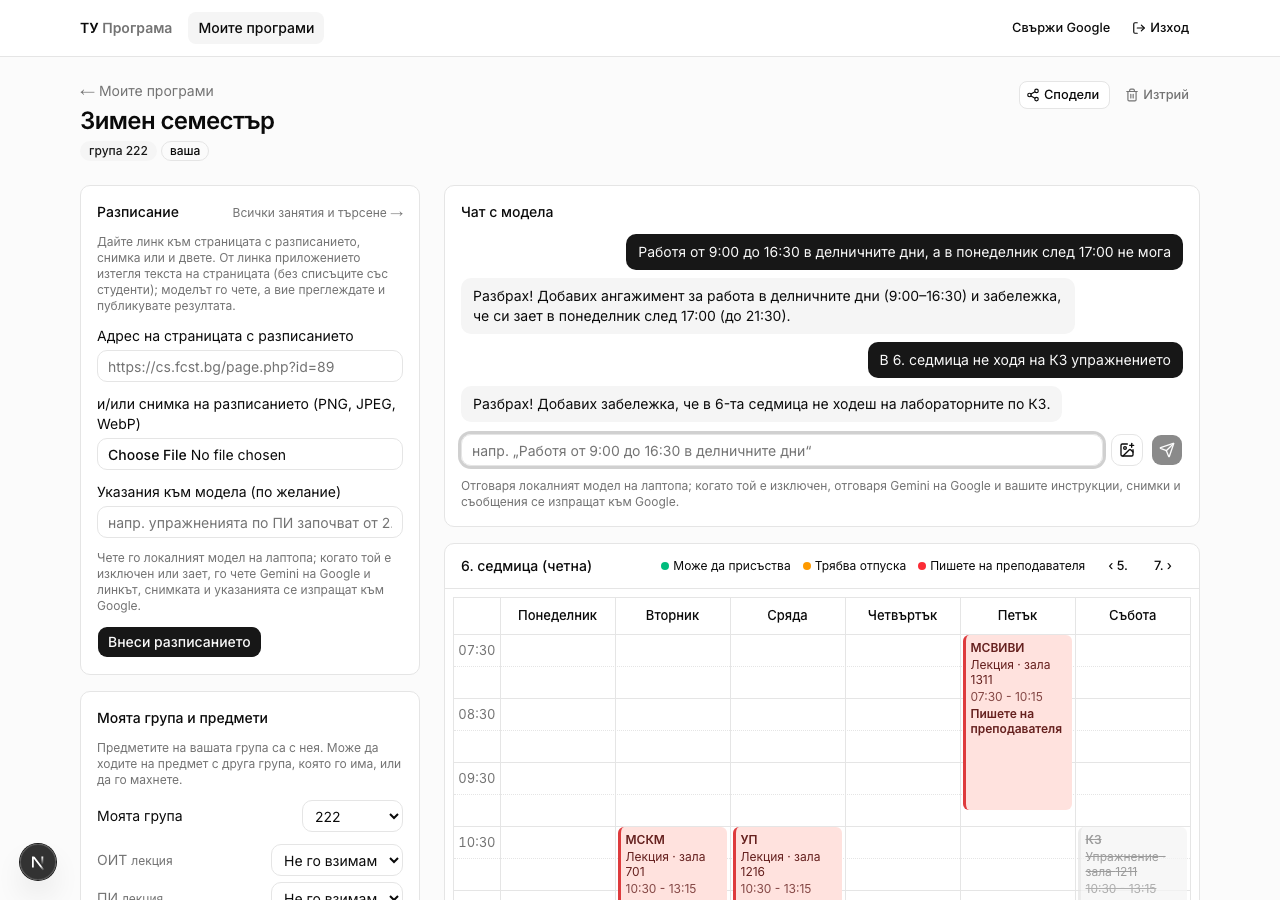 ТУ Програма
Моите програми
Свържи Google
Изход
← Моите програми
Зимен семестър
група 222
ваша
Сподели
Изтрий
Разписание
Всички занятия и търсене →
Дайте линк към страницата с разписанието,
снимка или и двете. От линка приложението
изтегля текста на страницата (без списъците със
студенти); моделът го чете, а вие преглеждате и
публикувате резултата.
Адрес на страницата с разписанието
https://cs.fcst.bg/page.php?id=89
и/или снимка на разписанието (PNG, JPEG,
WebP)
Choose File No file chosen
Указания към модела (по желание)
напр. упражненията по ПИ започват от 2.
Чете го локалният модел на лаптопа; когато той е
изключен или зает, го чете Gemini на Google и
линкът, снимката и указанията се изпращат към
Google.
Внеси разписанието
Моята група и предмети
Предметите на вашата група са с нея. Може да
ходите на предмет с друга група, която го има, или
да го махнете.
Моята група
222
ОИТ лекция
Не го взимам
ПИ лекция
Не го взимам
Чат с модела
Работя от 9:00 до 16:30 в делничните дни, а в понеделник след 17:00 не мога
Разбрах! Добавих ангажимент за работа в делничните дни (9:00–16:30) и забележка,
че си зает в понеделник след 17:00 (до 21:30).
В 6. седмица не ходя на КЗ упражнението
Разбрах! Добавих забележка, че в 6-та седмица не ходеш на лабораторните по КЗ.
напр. „Работя от 9:00 до 16:30 в делничните дни“
Отговаря локалният модел на лаптопа; когато той е изключен, отговаря Gemini на Google и вашите инструкции, снимки и
съобщения се изпращат към Google.
6. седмица (четна)
Може да присъства
Трябва отпуска
Пишете на преподавателя
‹ 5.
7. ›
Понеделник
Вторник
Сряда
Четвъртък
Петък
Събота
07:30
МСВИВИ
Лекция · зала
1311
07:30 - 10:15
Пишете на
преподавателя
08:30
09:30
10:30
МСКМ
Лекция · зала
701
10:30 - 13:15
УП
Лекция · зала
1216
10:30 - 13:15
КЗ
Упражнение ·
зала 1211
10:30 - 13:15